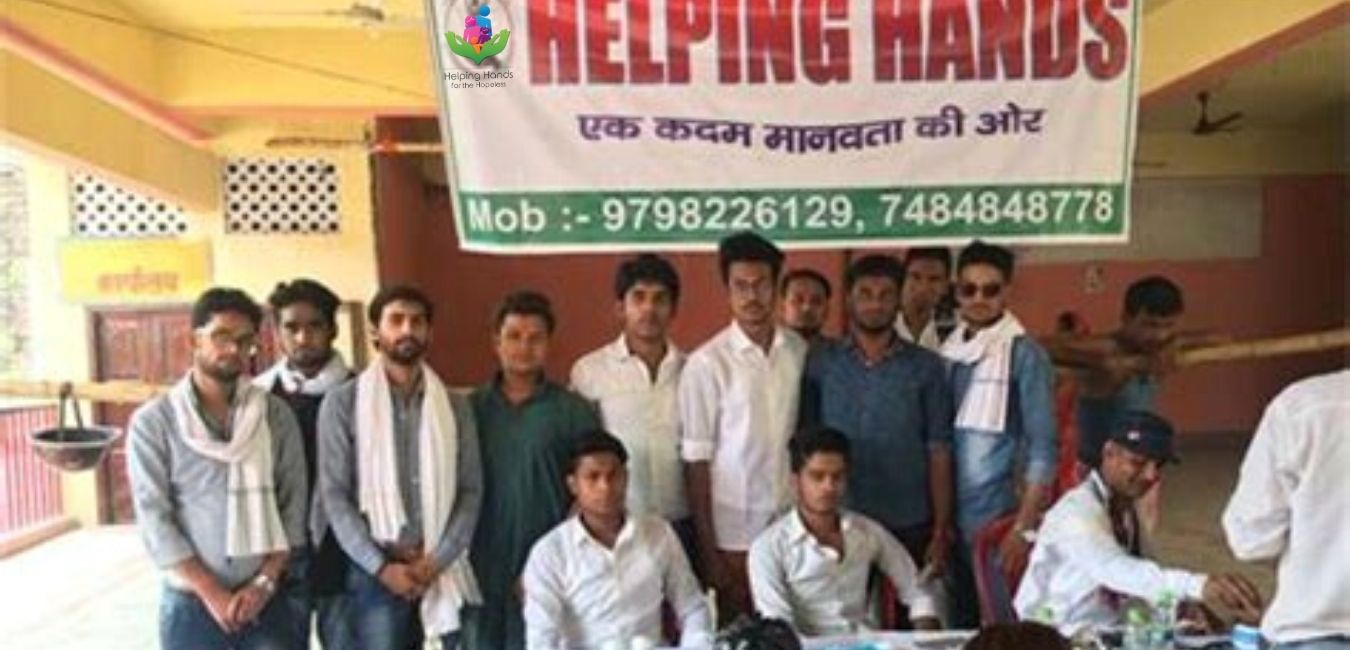 HELPING HANDS
Helping Hands
for the Hopeless
एक कदम मानवता की ओर
Mob :- 9798226129, 7484848778
कार्यालय